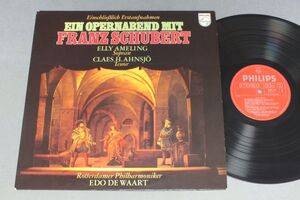 Einschließlich Erstaufnahmen
PHILIPS
EIN OPERNABEND MIT
FRANZ SCHUBERT
ELLY AMELING
Sopran
CLAES H. AHNSJÖ
Tenor
Rotterdamer Philharmoniker
EDO DE WAART
PHILIPS
STEREO